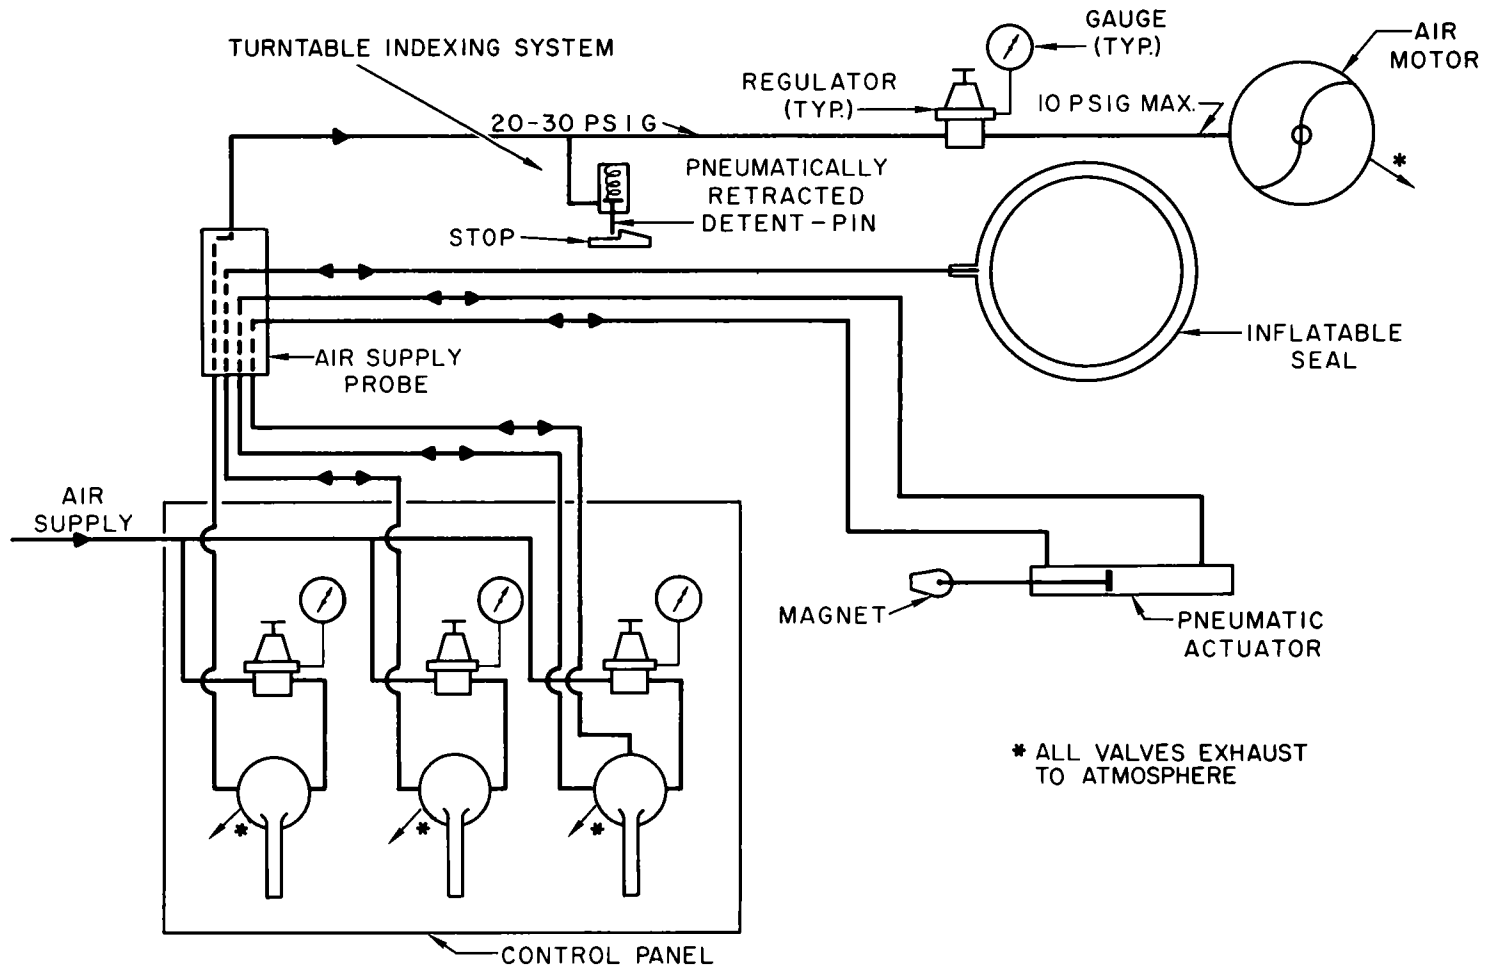 TURNTABLE INDEXING SYSTEM
GAUGE
(TYP.)
AIR
MOTOR
REGULATOR
(TYP.)
10 PSIG MAX.
20-30 PSIG
*
PNEUMATICALLY
RETRACTED
DETENT-PIN
STOP
INFLATABLE
SEAL
AIR SUPPLY
PROBE
AIR
SUPPLY
MAGNET
PNEUMATIC
ACTUATOR
* ALL VALVES EXHAUST
TO ATMOSPHERE
*
*
*
CONTROL PANEL